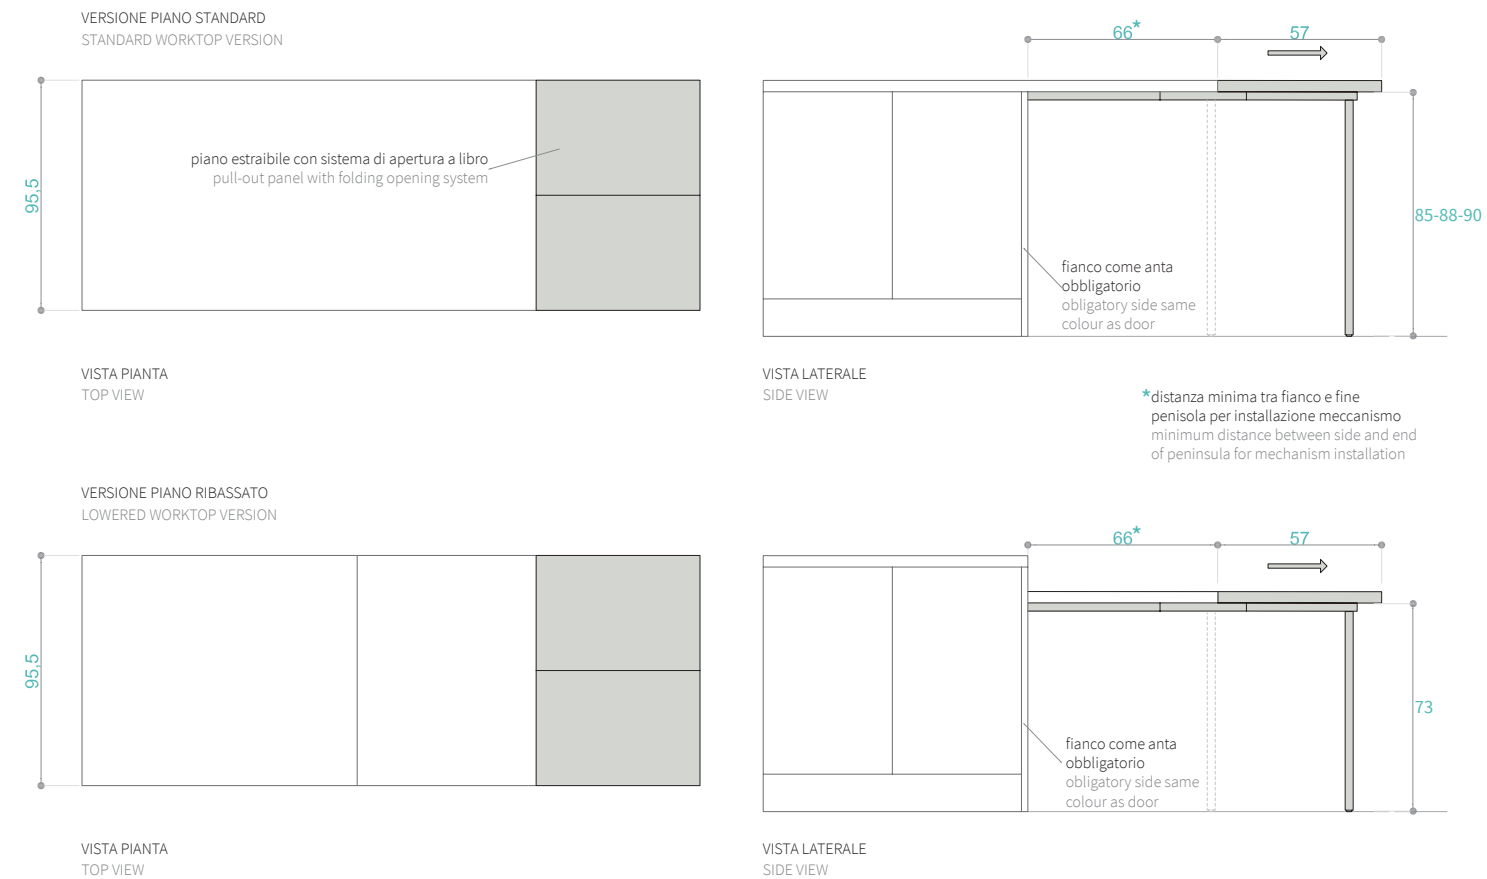 VERSIONE PIANO STANDARD
STANDARD WORKTOP VERSION
66*
57
95,5
piano estraibile con sistema di apertura a libro
pull-out panel with folding opening system
85-88-90
fianco come anta
obbligatorio
obligatory side same
colour as door
VISTA PIANTA
TOP VIEW
VISTA LATERALE
SIDE VIEW
*distanza minima tra fianco e fine
penisola per installazione meccanismo
minimum distance between side and end
of peninsula for mechanism installation
VERSIONE PIANO RIBASSATO
LOWERED WORKTOP VERSION
66*
57
95,5
73
fianco come anta
obbligatorio
obligatory side same
colour as door
VISTA PIANTA
TOP VIEW
VISTA LATERALE
SIDE VIEW